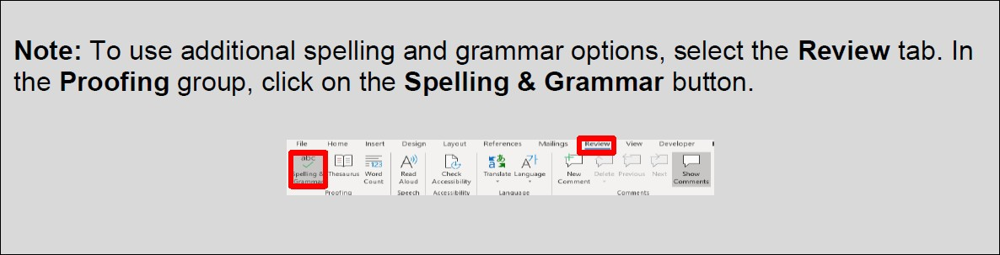 Note: To use additional spelling and grammar options, select the Review tab. In
the Proofing group, click on the Spelling & Grammar button.
File Home Insert Design Layout References Mailings Review View Developer
abc
Spelling & Thesaurus Word Read Check Translate Language New Delete Previous Next Show
Grammar Count Aloud Accessibility Comment Comments
Proofing Speech Accessibility Language Comments